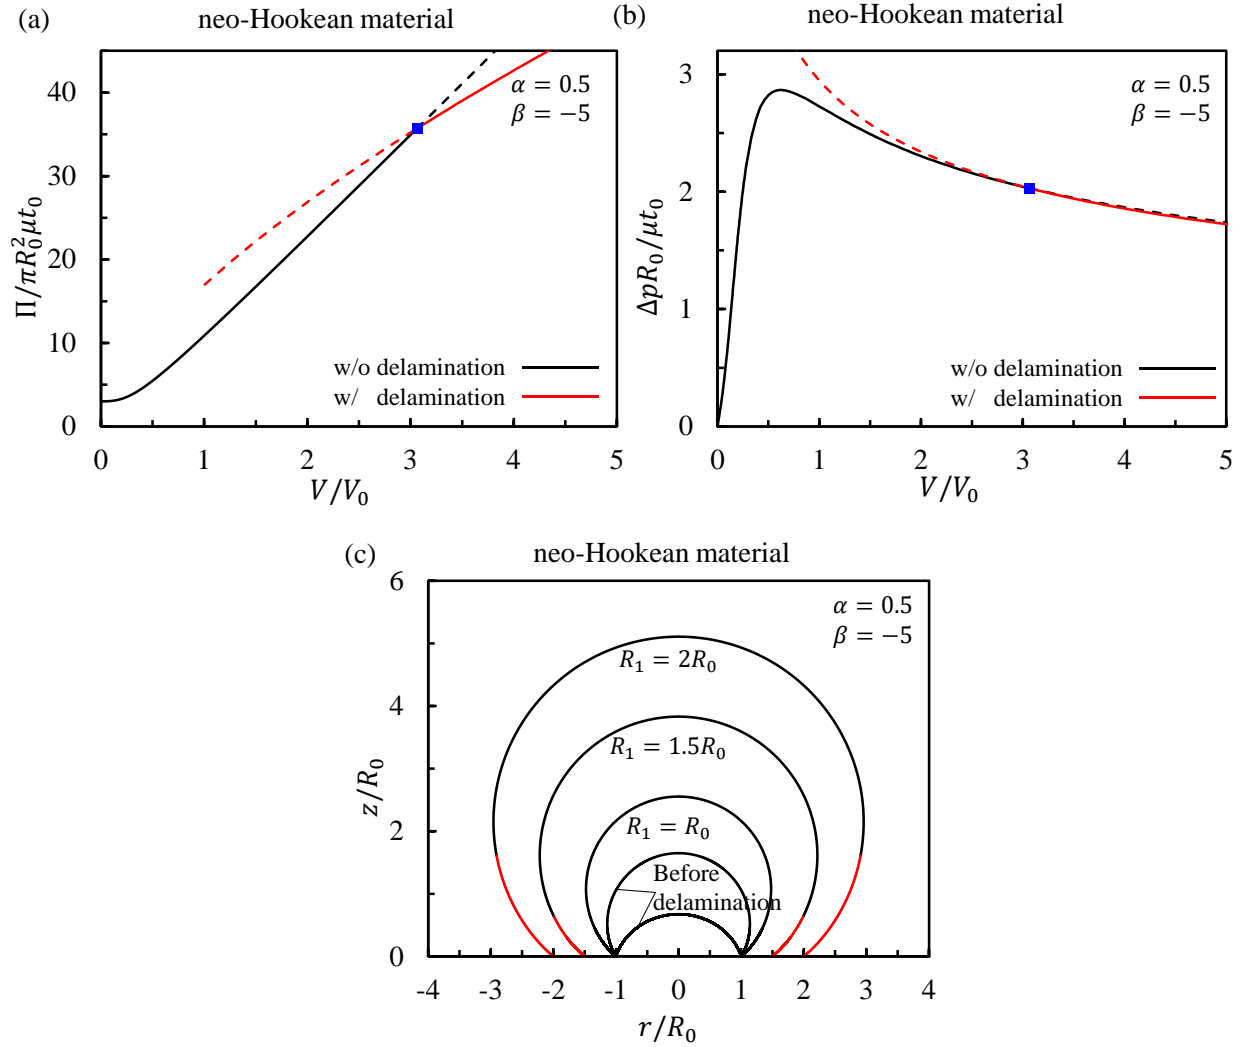 (a)
neo-Hookean material
α = 0.5
β = −5
40
30
20
10
0
Π/πR₀²μt₀
w/o delamination
w/ delamination
0 1 2 3 4 5
V/V₀
(b)
neo-Hookean material
α = 0.5
β = −5
3
2
1
0
ΔpR₀/μt₀
w/o delamination
w/ delamination
0 1 2 3 4 5
V/V₀
(c)
neo-Hookean material
α = 0.5
β = −5
6
4
2
0
z/R₀
R₁ = 2R₀
R₁ = 1.5R₀
R₁ = R₀
Before
delamination
-4 -3 -2 -1 0 1 2 3 4
r/R₀